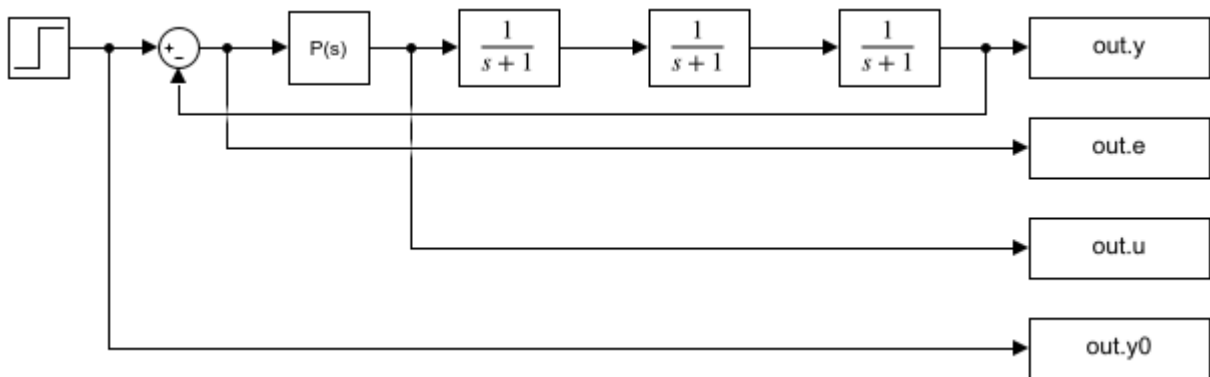 +
−
P(s)
1
s + 1
1
s + 1
1
s + 1
out.y
out.e
out.u
out.y0